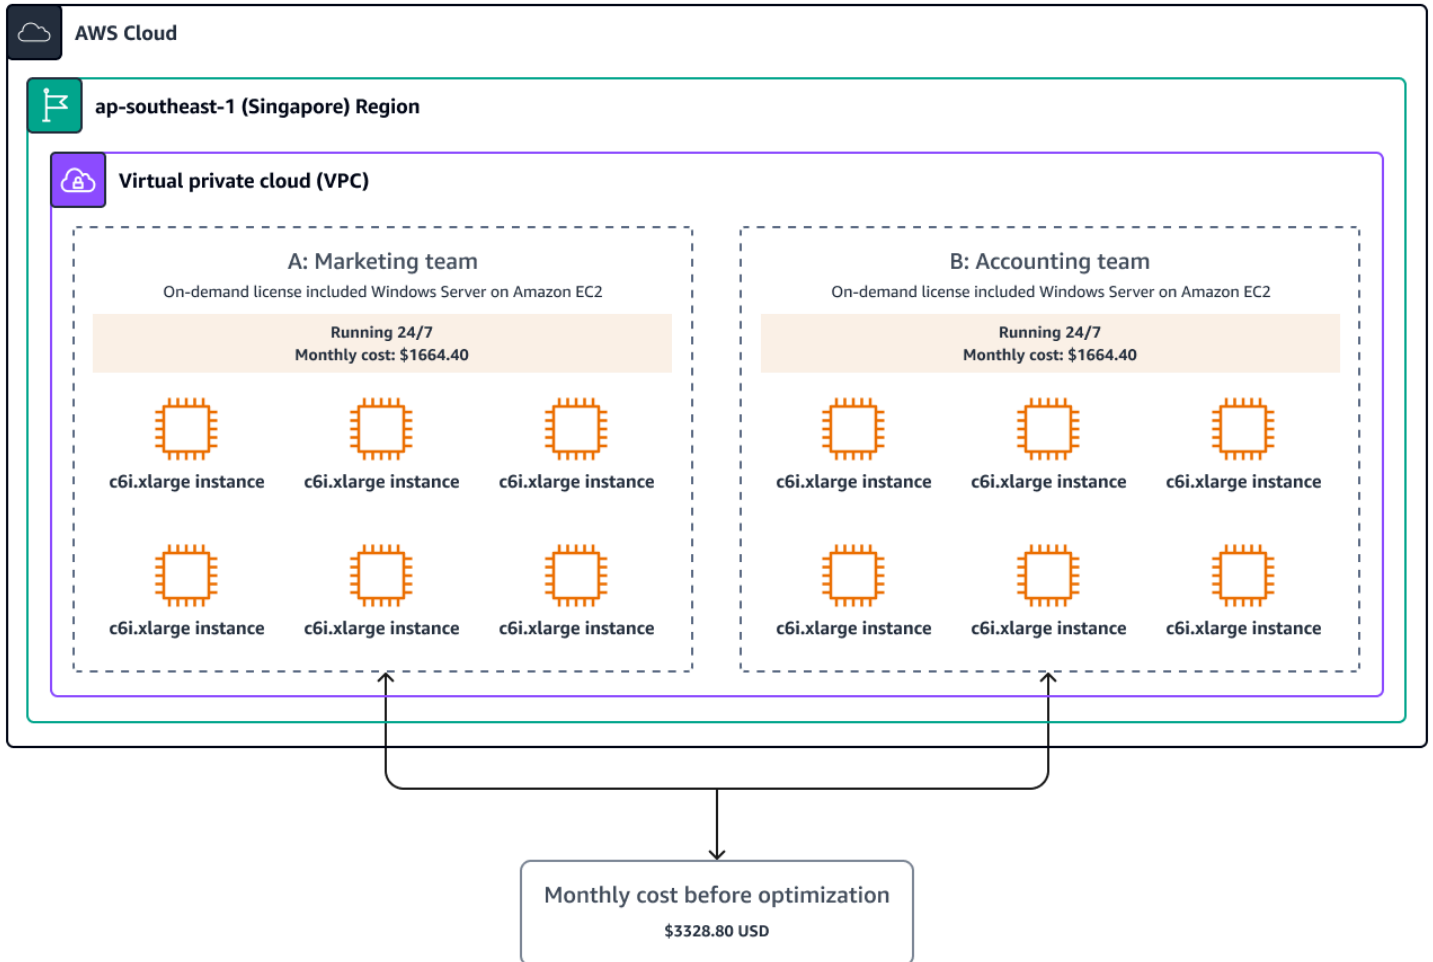 AWS Cloud
ap-southeast-1 (Singapore) Region
Virtual private cloud (VPC)
A: Marketing team
On-demand license included Windows Server on Amazon EC2
Running 24/7
Monthly cost: $1664.40
c6i.xlarge instance c6i.xlarge instance c6i.xlarge instance
c6i.xlarge instance c6i.xlarge instance c6i.xlarge instance
B: Accounting team
On-demand license included Windows Server on Amazon EC2
Running 24/7
Monthly cost: $1664.40
c6i.xlarge instance c6i.xlarge instance c6i.xlarge instance
c6i.xlarge instance c6i.xlarge instance c6i.xlarge instance
Monthly cost before optimization
$3328.80 USD